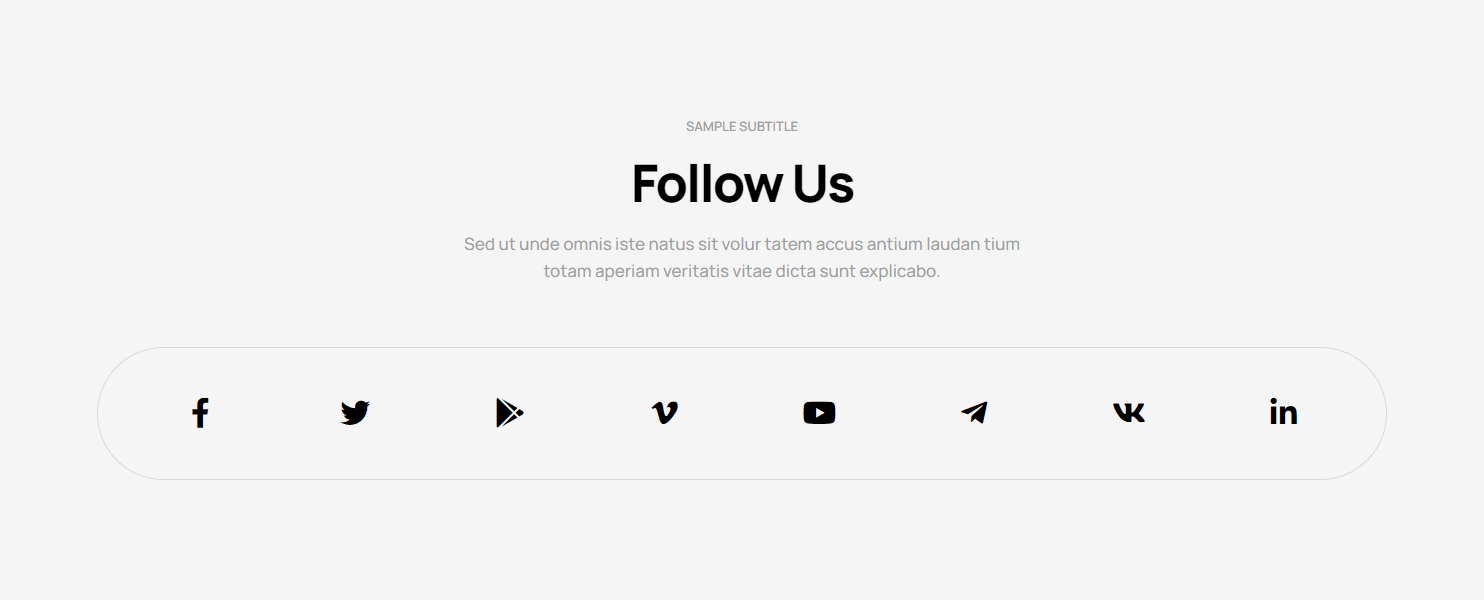 SAMPLE SUBTITLE
Follow Us
Sed ut unde omnis iste natus sit volur tatem accus antium laudan tium
totam aperiam veritatis vitae dicta sunt explicabo.